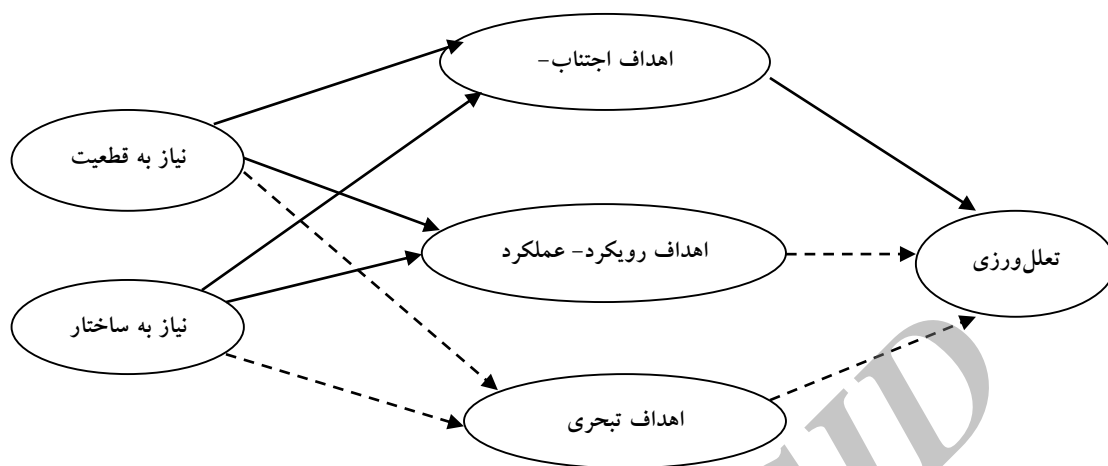 اهداف اجتناب-
نیاز به قطعیت
اهداف رویکرد- عملکرد
تعلل‌ورزی
نیاز به ساختار
اهداف تبحری